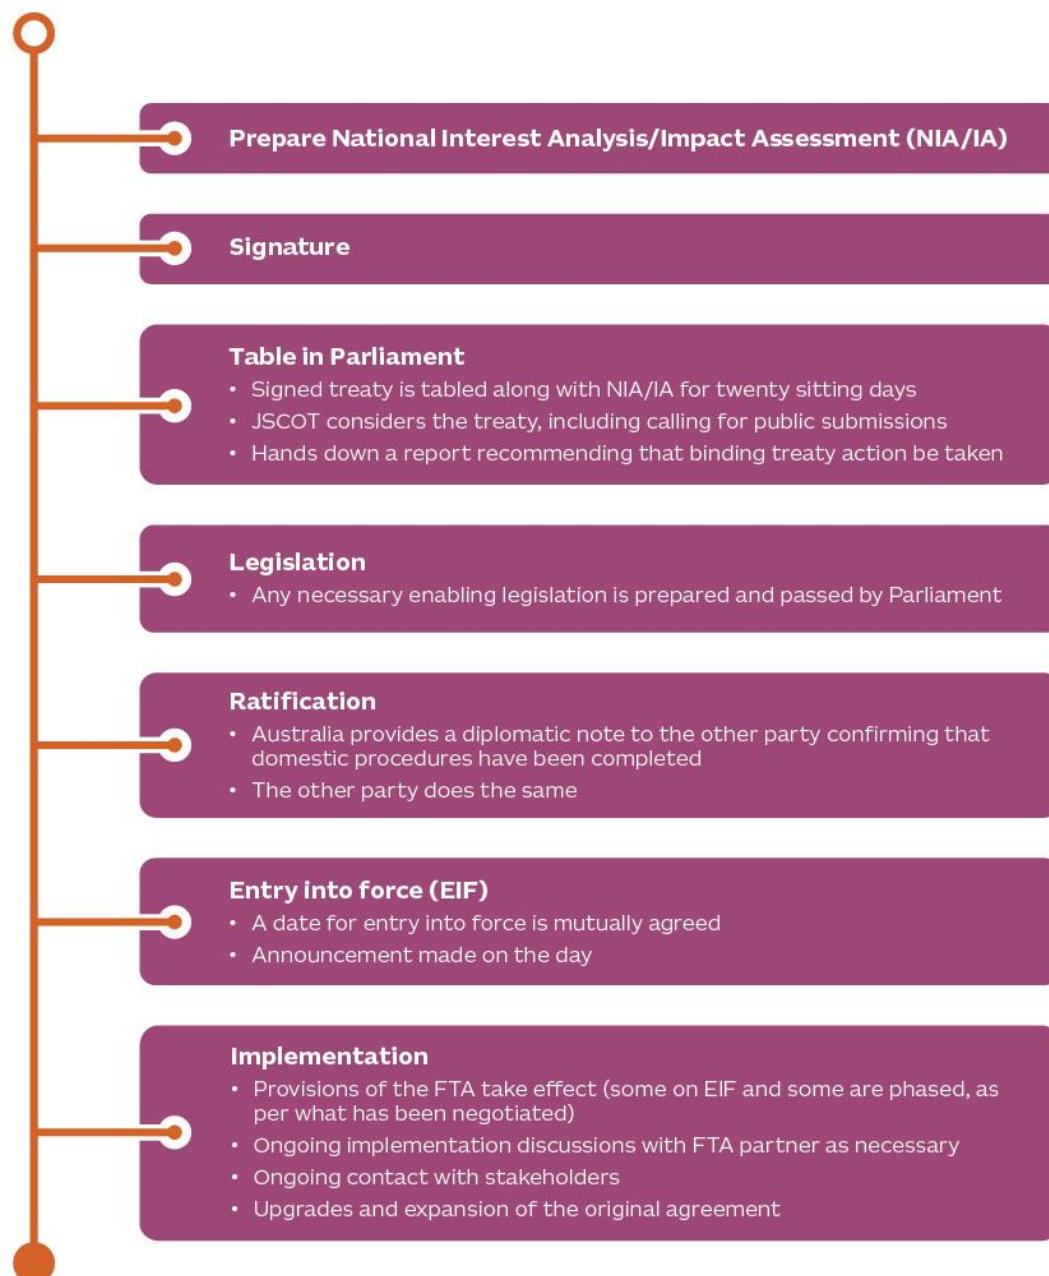 Prepare National Interest Analysis/Impact Assessment (NIA/IA)
Signature
Table in Parliament
• Signed treaty is tabled along with NIA/IA for twenty sitting days
• JSCOT considers the treaty, including calling for public submissions
• Hands down a report recommending that binding treaty action be taken
Legislation
• Any necessary enabling legislation is prepared and passed by Parliament
Ratification
• Australia provides a diplomatic note to the other party confirming that
domestic procedures have been completed
• The other party does the same
Entry into force (EIF)
• A date for entry into force is mutually agreed
• Announcement made on the day
Implementation
• Provisions of the FTA take effect (some on EIF and some are phased, as
per what has been negotiated)
• Ongoing implementation discussions with FTA partner as necessary
• Ongoing contact with stakeholders
• Upgrades and expansion of the original agreement